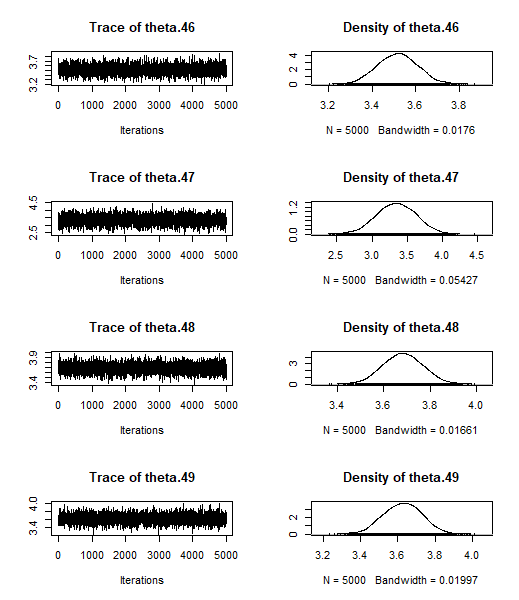 Trace of theta.46
3.2 3.7
0 1000 2000 3000 4000 5000
Iterations
Density of theta.46
0 2 4
3.2 3.4 3.6 3.8
N = 5000 Bandwidth = 0.0176
Trace of theta.47
2.5 4.5
0 1000 2000 3000 4000 5000
Iterations
Density of theta.47
0.0 1.2
2.5 3.0 3.5 4.0 4.5
N = 5000 Bandwidth = 0.05427
Trace of theta.48
3.4 3.9
0 1000 2000 3000 4000 5000
Iterations
Density of theta.48
0 3
3.4 3.6 3.8 4.0
N = 5000 Bandwidth = 0.01661
Trace of theta.49
3.4 4.0
0 1000 2000 3000 4000 5000
Iterations
Density of theta.49
0 2
3.2 3.4 3.6 3.8 4.0
N = 5000 Bandwidth = 0.01997